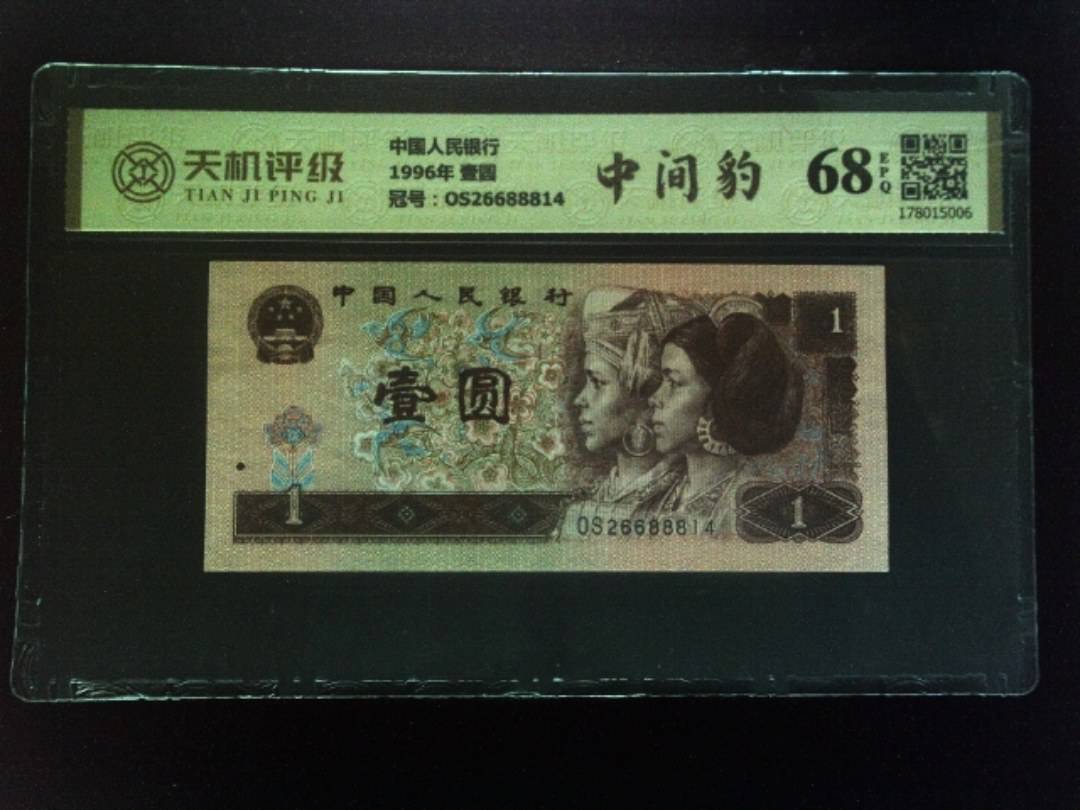 天机评级
TIAN JI PING JI
中国人民银行
1996年 壹圆
冠号：OS26688814
中间豹
68
EPQ
178015006
中国人民银行
1
壹圆
1
OS26688814
1